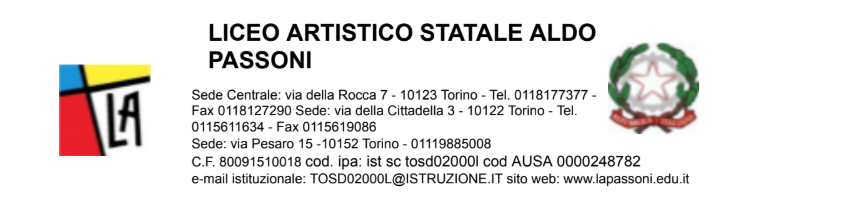 LICEO ARTISTICO STATALE ALDO
PASSONI
LA
Sede Centrale: via della Rocca 7 - 10123 Torino - Tel. 0118177377 -
Fax 0118127290 Sede: via della Cittadella 3 - 10122 Torino - Tel.
0115611634 - Fax 0115619086
Sede: via Pesaro 15 -10152 Torino - 01119885008
C.F. 80091510018 cod. ipa: ist sc tosd02000l cod AUSA 0000248782
e-mail istituzionale: TOSD02000L@ISTRUZIONE.IT sito web: www.lapassoni.edu.it